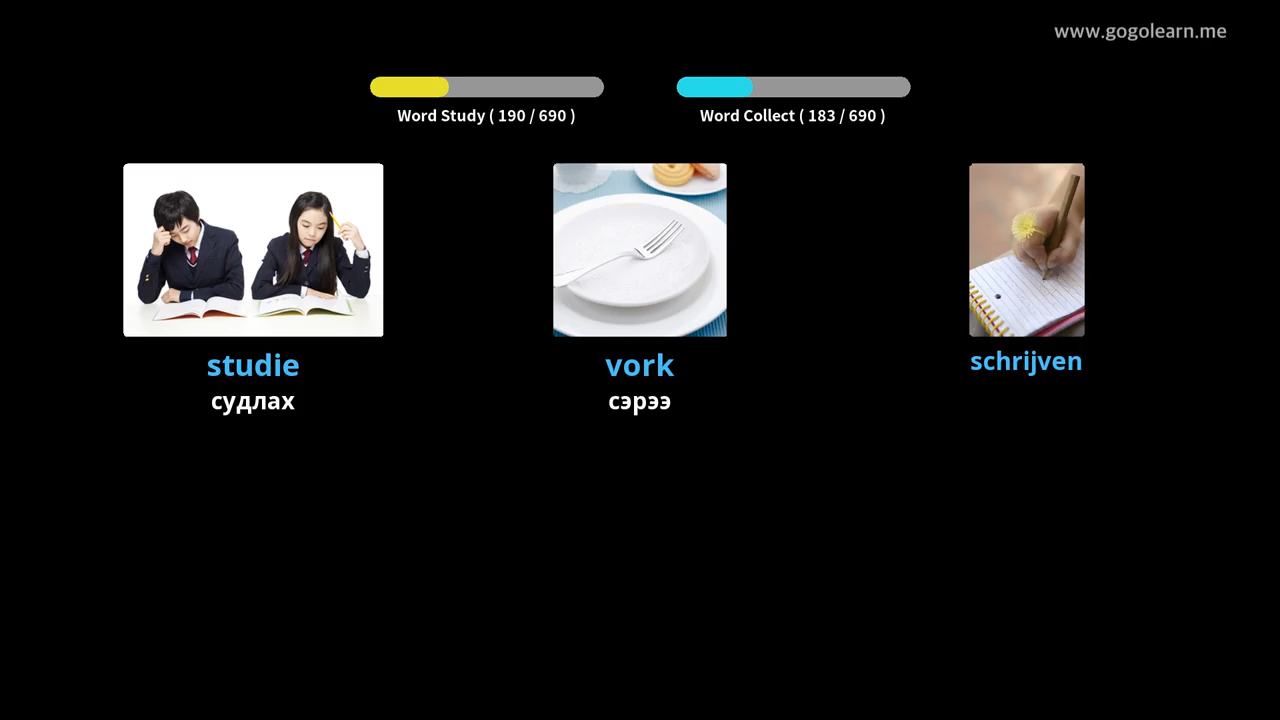 www.gogolearn.me
Word Study ( 190 / 690 )
Word Collect ( 183 / 690 )
studie
судлах
vork
сэрээ
schrijven